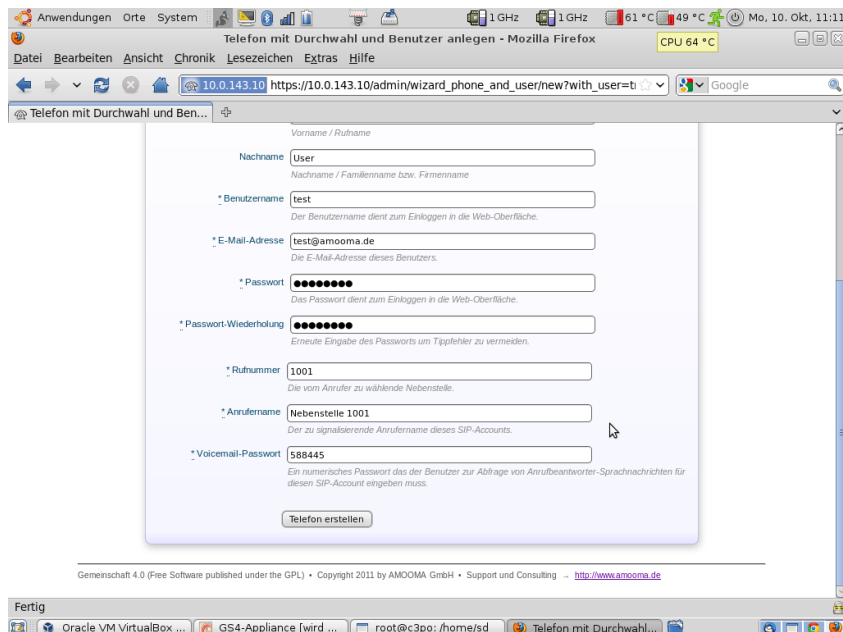 Anwendungen Orte System 1 GHz 1 GHz 61 °C 49 °C Mo, 10. Okt, 11:11
Telefon mit Durchwahl und Benutzer anlegen - Mozilla Firefox
CPU 64 °C
Datei Bearbeiten Ansicht Chronik Lesezeichen Extras Hilfe
10.0.143.10 https://10.0.143.10/admin/wizard_phone_and_user/new?with_user=t Google
Telefon mit Durchwahl und Ben...
Vorname / Rufname
Nachname User
Nachname / Familienname bzw. Firmenname
* Benutzername test
Der Benutzername dient zum Einloggen in die Web-Oberfläche.
* E-Mail-Adresse test@amooma.de
Die E-Mail-Adresse dieses Benutzers.
* Passwort ●●●●●●●●
Das Passwort dient zum Einloggen in die Web-Oberfläche.
* Passwort-Wiederholung ●●●●●●●●
Erneute Eingabe des Passworts um Tippfehler zu vermeiden.
* Rufnummer 1001
Die vom Anrufer zu wählende Nebenstelle.
* Anrufername Nebenstelle 1001
Der zu signalisierende Anrufername dieses SIP-Accounts.
* Voicemail-Passwort 588445
Ein numerisches Passwort das der Benutzer zur Abfrage von Anrufbeantworter-Sprachnachrichten für
diesen SIP-Account eingeben muss.
Telefon erstellen
Gemeinschaft 4.0 (Free Software published under the GPL) • Copyright 2011 by AMOOMA GmbH • Support und Consulting → http://www.amooma.de
Fertig
Oracle VM VirtualBox ... GS4-Appliance [wird ... root@c3po: /home/sd Telefon mit Durchwahl...